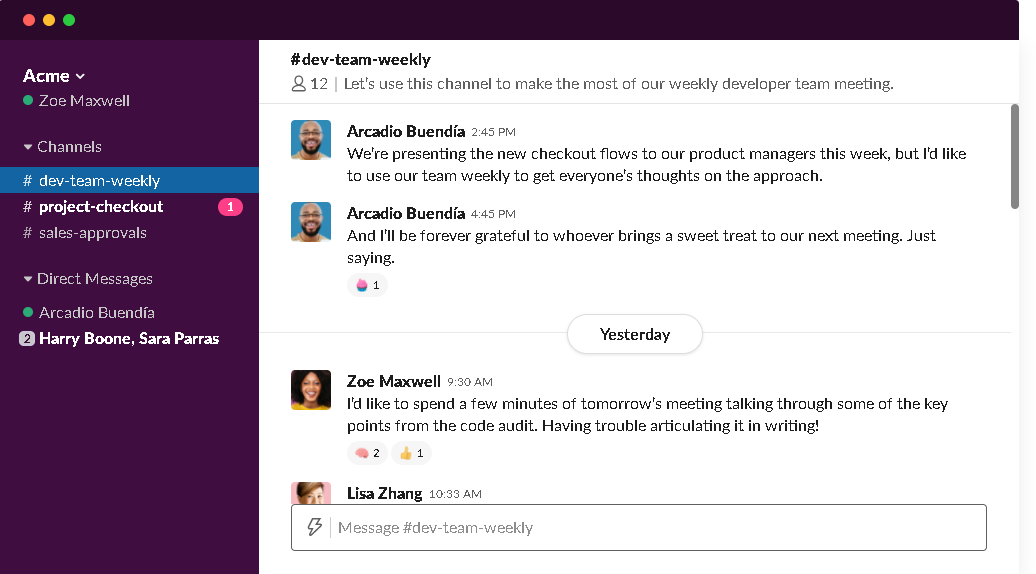 Acme
Zoe Maxwell
Channels
# dev-team-weekly
# project-checkout 1
# sales-approvals
Direct Messages
Arcadio Buendía
2 Harry Boone, Sara Parras
#dev-team-weekly
12 | Let's use this channel to make the most of our weekly developer team meeting.
Arcadio Buendía 2:45 PM
We're presenting the new checkout flows to our product managers this week, but I'd like
to use our team weekly to get everyone's thoughts on the approach.
Arcadio Buendía 4:45 PM
And I'll be forever grateful to whoever brings a sweet treat to our next meeting. Just
saying.
1
Yesterday
Zoe Maxwell 9:30 AM
I'd like to spend a few minutes of tomorrow's meeting talking through some of the key
points from the code audit. Having trouble articulating it in writing!
2 1
Lisa Zhang 10:33 AM
Message #dev-team-weekly